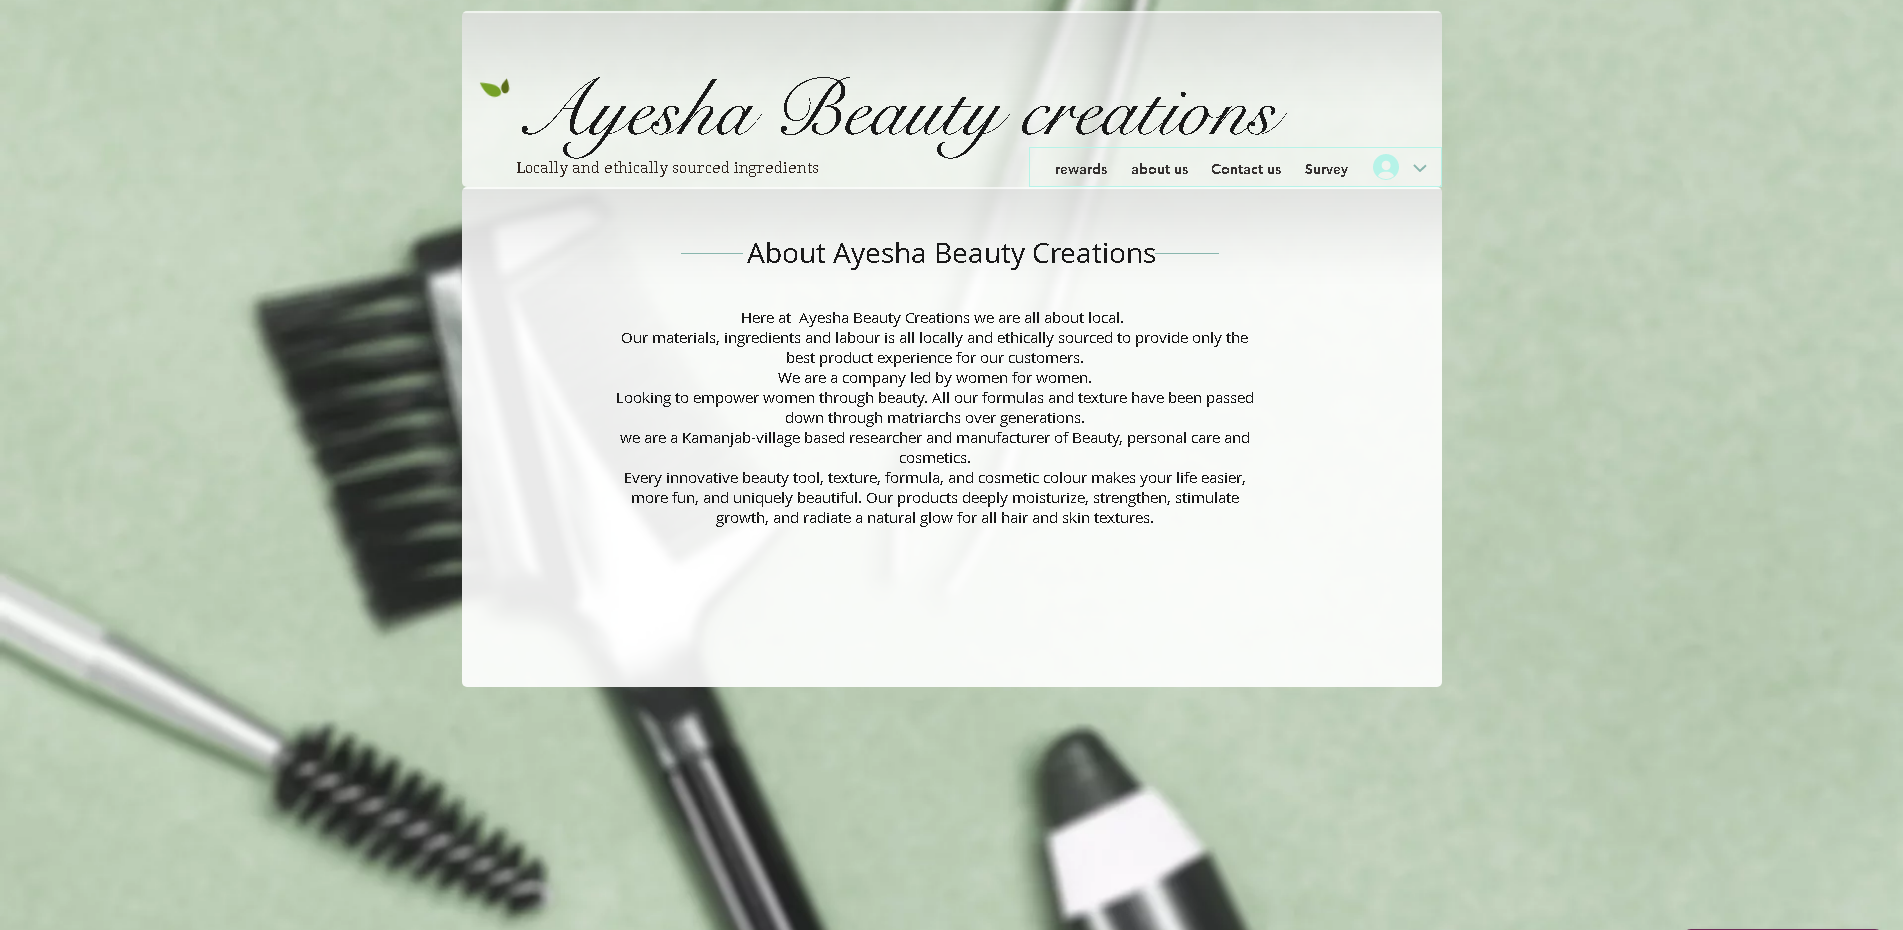 Ayesha Beauty creations
Locally and ethically sourced ingredients
rewards about us Contact us Survey
About Ayesha Beauty Creations
Here at  Ayesha Beauty Creations we are all about local.
Our materials, ingredients and labour is all locally and ethically sourced to provide only the
best product experience for our customers.
We are a company led by women for women.
Looking to empower women through beauty. All our formulas and texture have been passed
down through matriarchs over generations.
we are a Kamanjab-village based researcher and manufacturer of Beauty, personal care and
cosmetics.
Every innovative beauty tool, texture, formula, and cosmetic colour makes your life easier,
more fun, and uniquely beautiful. Our products deeply moisturize, strengthen, stimulate
growth, and radiate a natural glow for all hair and skin textures.